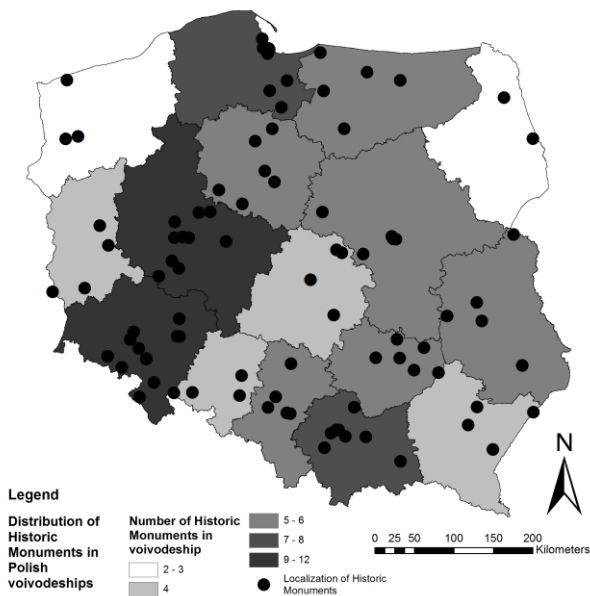 N
Legend
Distribution of
Historic
Monuments in
Polish
voivodeships
Number of Historic
Monuments in
voivodeship
2 - 3
4
5 - 6
7 - 8
9 - 12
Localization of Historic
Monuments
0 25 50 100 150 200
Kilometers